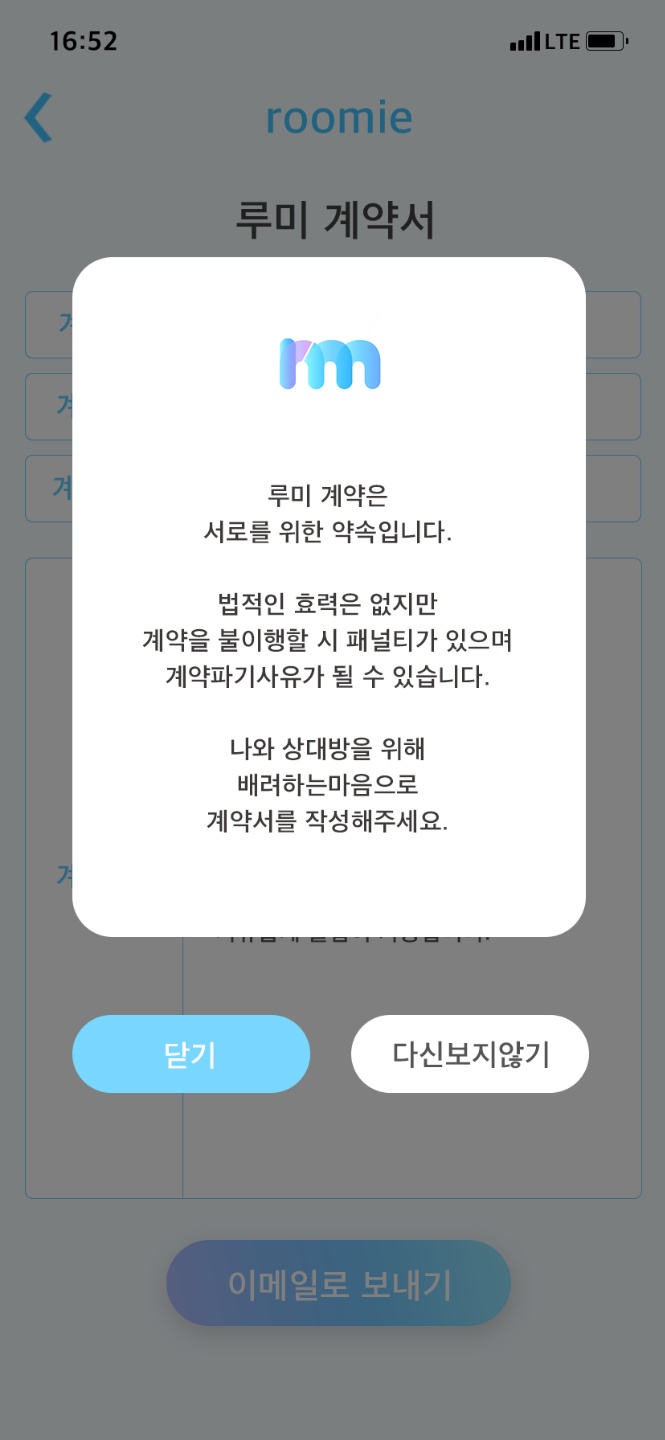 16:52
LTE
roomie
루미 계약서
rm
루미 계약은
서로를 위한 약속입니다.
법적인 효력은 없지만
계약을 불이행할 시 패널티가 있으며
계약파기사유가 될 수 있습니다.
나와 상대방을 위해
배려하는마음으로
계약서를 작성해주세요.
닫기
다신보지않기
이메일로 보내기